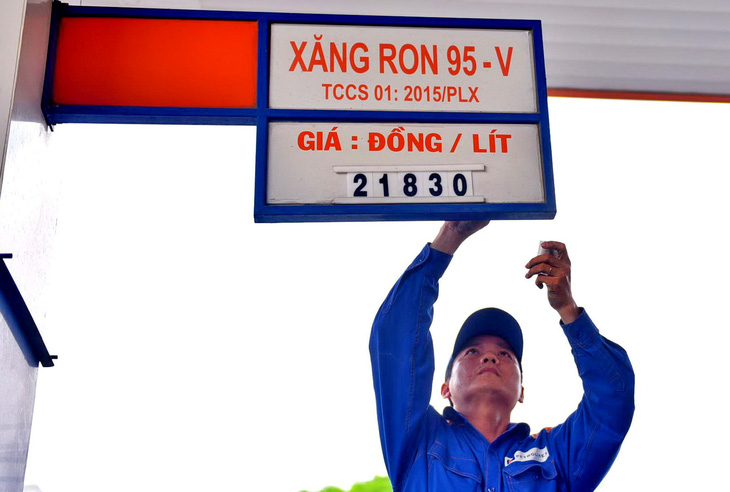 XĂNG RON 95 - V
TCCS 01: 2015/PLX
GIÁ : ĐỒNG / LÍT
21830